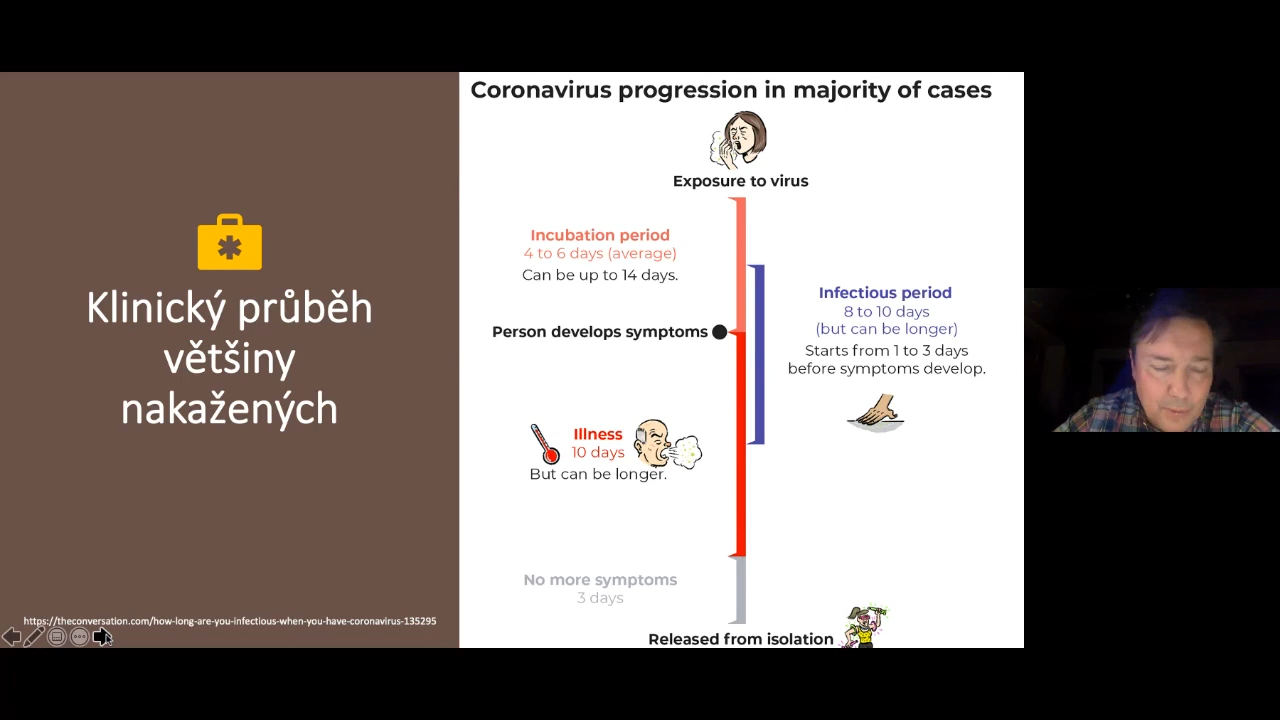 Klinický průběh
většiny
nakažených
https://theconversation.com/how-long-are-you-infectious-when-you-have-coronavirus-135295
Coronavirus progression in majority of cases
Exposure to virus
Incubation period
4 to 6 days (average)
Can be up to 14 days.
Infectious period
8 to 10 days
(but can be longer)
Starts from 1 to 3 days
before symptoms develop.
Person develops symptoms
Illness
10 days
But can be longer.
No more symptoms
3 days
Released from isolation